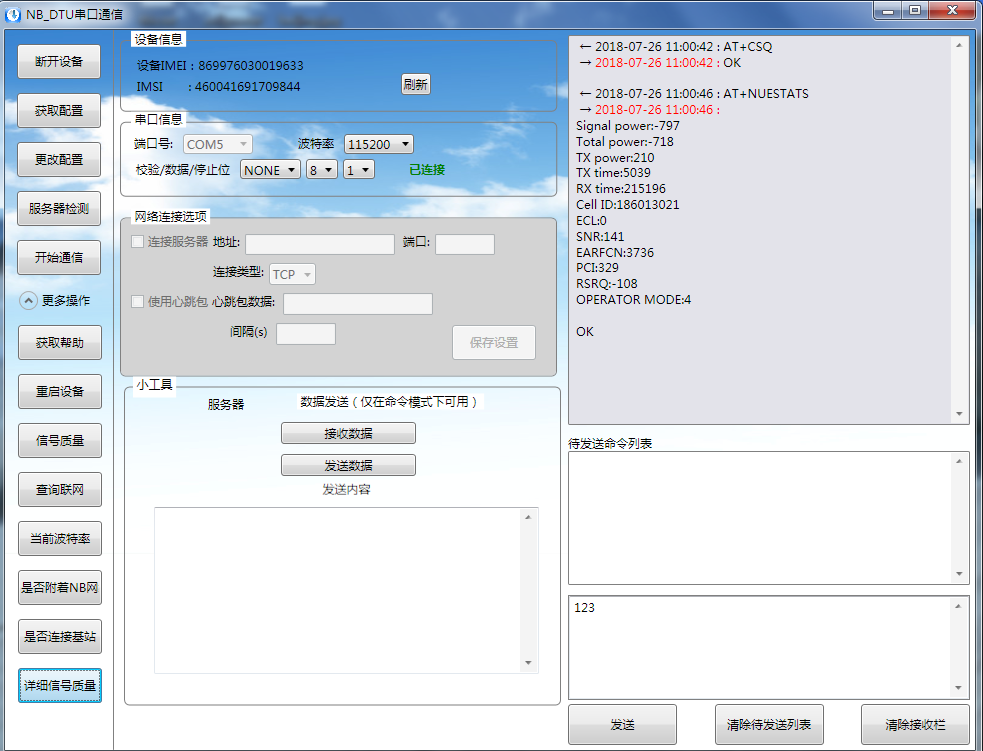 NB_DTU串口通信
断开设备
获取配置
更改配置
服务器检测
开始通信
更多操作
获取帮助
重启设备
信号质量
查询联网
当前波特率
是否附着NB网
是否连接基站
详细信号质量
设备信息
设备IMEI : 869976030019633
IMSI : 460041691709844
刷新
串口信息
端口号: COM5 波特率 115200
校验/数据/停止位 NONE 8 1 已连接
网络连接选项
连接服务器 地址: 端口:
连接类型: TCP
使用心跳包 心跳包数据:
间隔(s)
保存设置
小工具
服务器 数据发送（仅在命令模式下可用）
接收数据
发送数据
发送内容
← 2018-07-26 11:00:42 : AT+CSQ
→ 2018-07-26 11:00:42 : OK
← 2018-07-26 11:00:46 : AT+NUESTATS
→ 2018-07-26 11:00:46 :
Signal power:-797
Total power:-718
TX power:210
TX time:5039
RX time:215196
Cell ID:186013021
ECL:0
SNR:141
EARFCN:3736
PCI:329
RSRQ:-108
OPERATOR MODE:4
OK
待发送命令列表
123
发送
清除待发送列表
清除接收栏